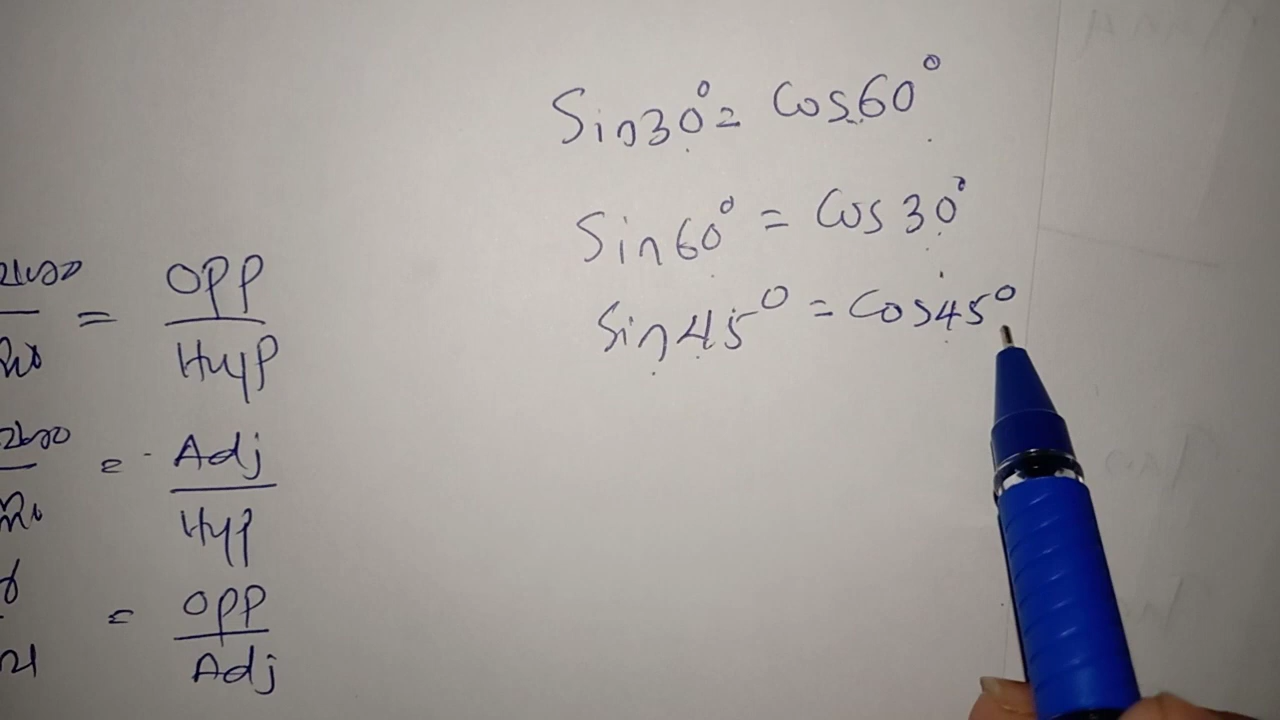 Sin30° = Cos60°
Sin60° = Cos30°
Sin45° = Cos45°
= OPP
Hyp
= Adj
Hyp
= OPP
Adj